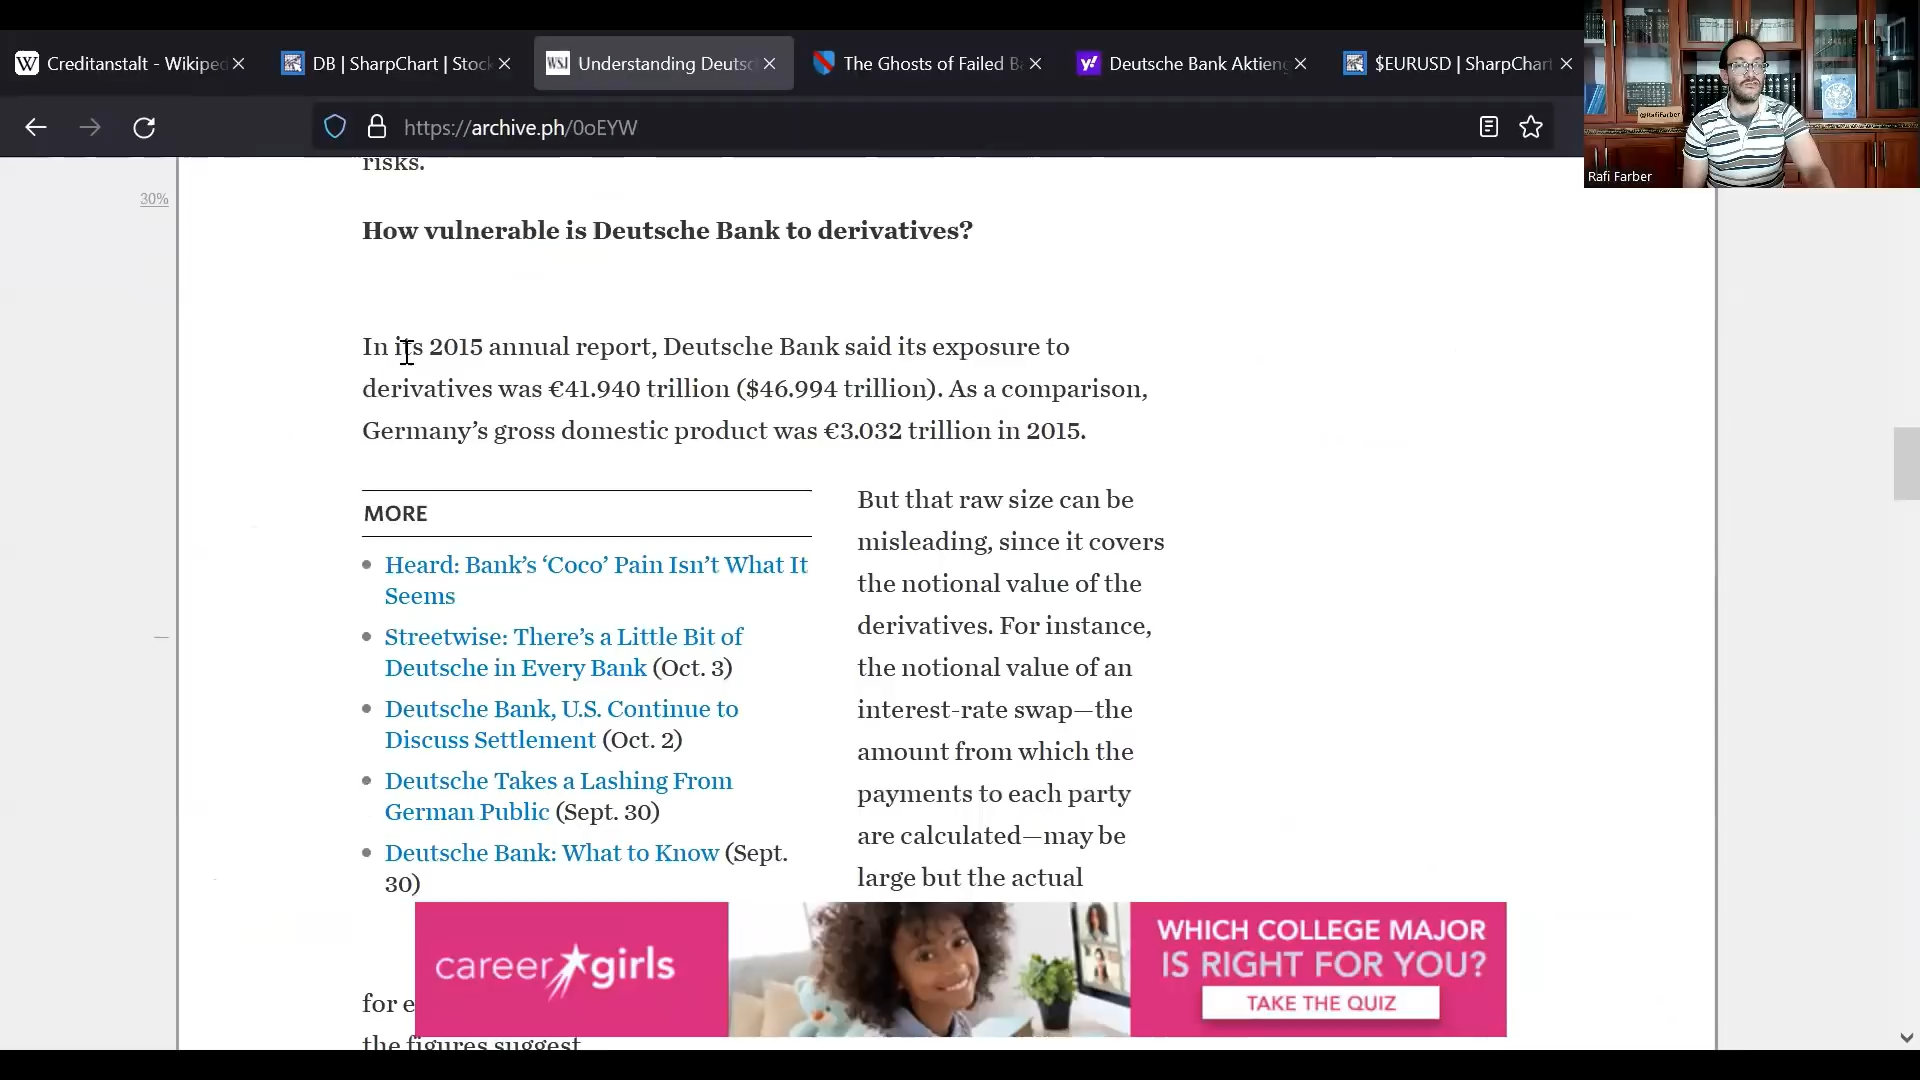 Creditanstalt - Wikiped
DB | SharpChart | Stock
WSJ Understanding Deutsc
The Ghosts of Failed Ba
y! Deutsche Bank Aktieng
$EURUSD | SharpChart
https://archive.ph/0oEYW
@RafiFarber
Rafi Farber
risks.
30%
How vulnerable is Deutsche Bank to derivatives?
In its 2015 annual report, Deutsche Bank said its exposure to
derivatives was €41.940 trillion ($46.994 trillion). As a comparison,
Germany’s gross domestic product was €3.032 trillion in 2015.
MORE
Heard: Bank’s ‘Coco’ Pain Isn’t What It
Seems
Streetwise: There’s a Little Bit of
Deutsche in Every Bank (Oct. 3)
Deutsche Bank, U.S. Continue to
Discuss Settlement (Oct. 2)
Deutsche Takes a Lashing From
German Public (Sept. 30)
Deutsche Bank: What to Know (Sept.
30)
But that raw size can be
misleading, since it covers
the notional value of the
derivatives. For instance,
the notional value of an
interest-rate swap—the
amount from which the
payments to each party
are calculated—may be
large but the actual
for e
the figures suggest.
career girls
WHICH COLLEGE MAJOR
IS RIGHT FOR YOU?
TAKE THE QUIZ